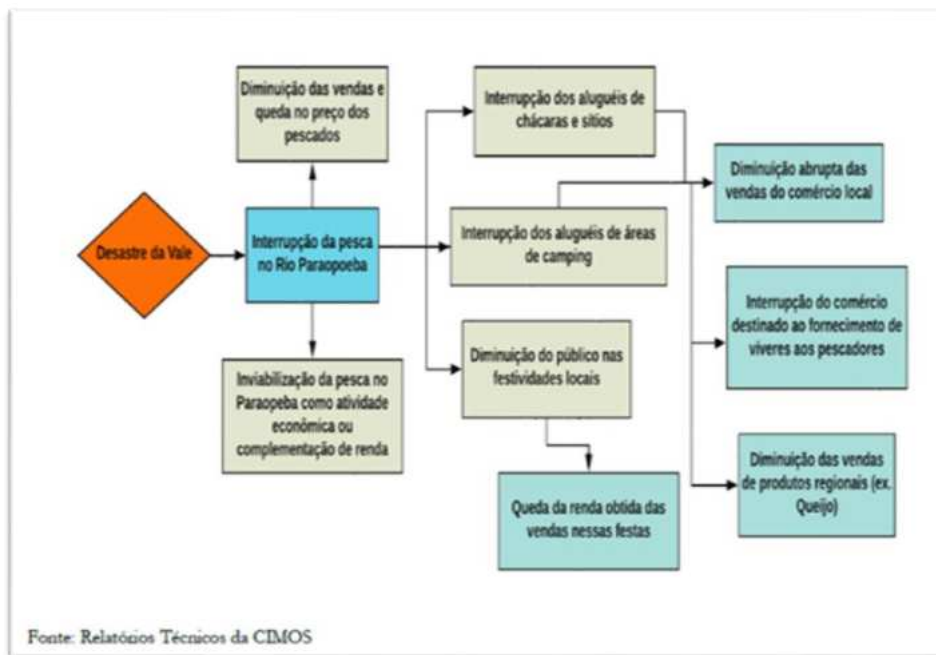 Diminuição das vendas e
queda no preço dos
pescados
Interrupção dos aluguéis de
chácaras e sítios
Diminuição abrupta das
vendas do comércio local
Desastre da Vale
Interrupção da pesca
no Rio Paraopoeba
Interrupção dos aluguéis de áreas
de camping
Interrupção do comércio
destinado ao fornecimento de
víveres aos pescadores
Inviabilização da pesca no
Paraopeba como atividade
econômica ou
complementação de renda
Diminuição do público nas
festividades locais
Diminuição das vendas
de produtos regionais (ex.
Queijo)
Queda da renda obtida das
vendas nessas festas
Fonte: Relatórios Técnicos da CIMOS